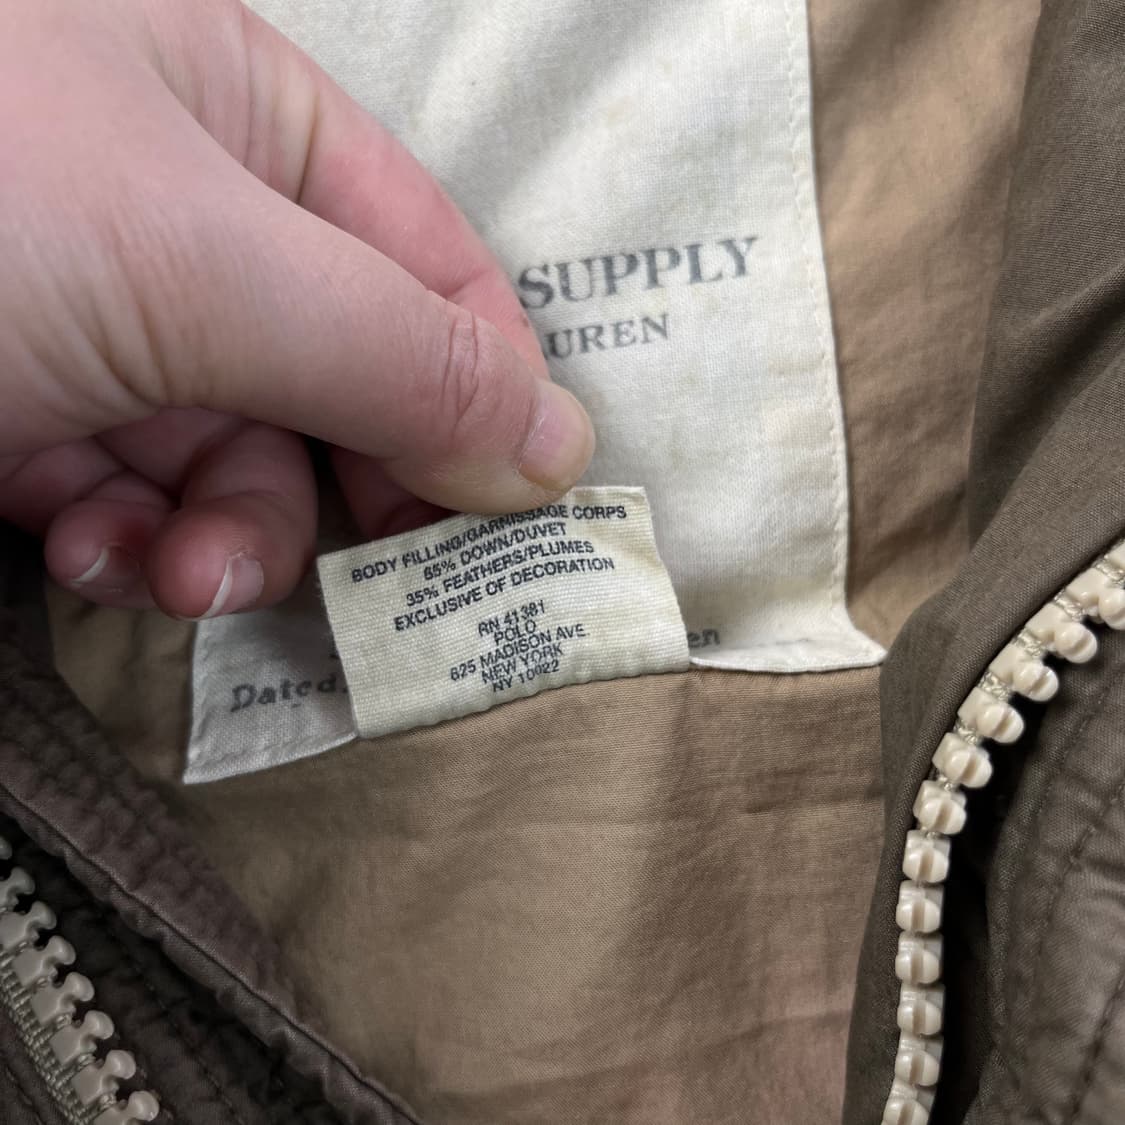 SUPPLY
UREN
BODY FILLING/GARNISSAGE CORPS
65% DOWN/DUVET
35% FEATHERS/PLUMES
EXCLUSIVE OF DECORATION
RN 41381
POLO
625 MADISON AVE.
NEW YORK
NY 10022
en
Dated